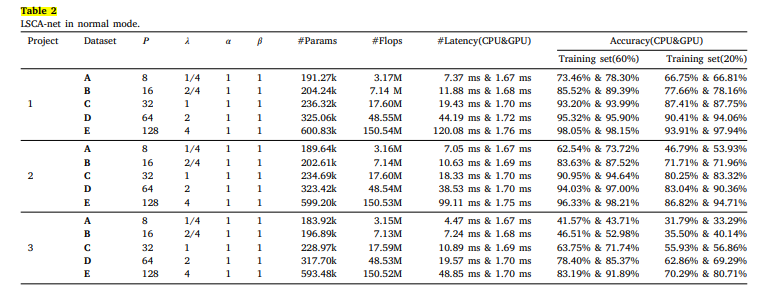 Table 2
LSCA-net in normal mode.
Project Dataset P λ α β #Params #Flops #Latency(CPU&GPU) Accuracy(CPU&GPU)
Training set(60%) Training set(20%)
A 8 1/4 1 1 191.27k 3.17M 7.37 ms & 1.67 ms 73.46% & 78.30% 66.75% & 66.81%
B 16 2/4 1 1 204.24k 7.14 M 11.88 ms & 1.68 ms 85.52% & 89.39% 77.66% & 78.16%
1 C 32 1 1 1 236.32k 17.60M 19.43 ms & 1.70 ms 93.20% & 93.99% 87.41% & 87.75%
D 64 2 1 1 325.06k 48.55M 44.19 ms & 1.72 ms 95.32% & 95.90% 90.41% & 94.06%
E 128 4 1 1 600.83k 150.54M 120.08 ms & 1.76 ms 98.05% & 98.15% 93.91% & 97.94%
A 8 1/4 1 1 189.64k 3.16M 7.05 ms & 1.67 ms 62.54% & 73.72% 46.79% & 53.93%
B 16 2/4 1 1 202.61k 7.14M 10.63 ms & 1.69 ms 83.63% & 87.52% 71.71% & 71.96%
2 C 32 1 1 1 234.69k 17.60M 18.33 ms & 1.70 ms 90.95% & 94.64% 80.25% & 83.32%
D 64 2 1 1 323.42k 48.54M 38.53 ms & 1.70 ms 94.03% & 97.00% 83.04% & 90.36%
E 128 4 1 1 599.20k 150.53M 99.11 ms & 1.75 ms 96.33% & 98.21% 86.82% & 94.71%
A 8 1/4 1 1 183.92k 3.15M 4.47 ms & 1.67 ms 41.57% & 43.71% 31.79% & 33.29%
B 16 2/4 1 1 196.89k 7.13M 7.24 ms & 1.68 ms 46.51% & 52.98% 35.50% & 40.14%
3 C 32 1 1 1 228.97k 17.59M 10.89 ms & 1.69 ms 63.75% & 71.74% 55.93% & 56.86%
D 64 2 1 1 317.70k 48.53M 19.57 ms & 1.70 ms 78.40% & 85.37% 62.86% & 69.29%
E 128 4 1 1 593.48k 150.52M 48.85 ms & 1.70 ms 83.19% & 91.89% 70.29% & 80.71%